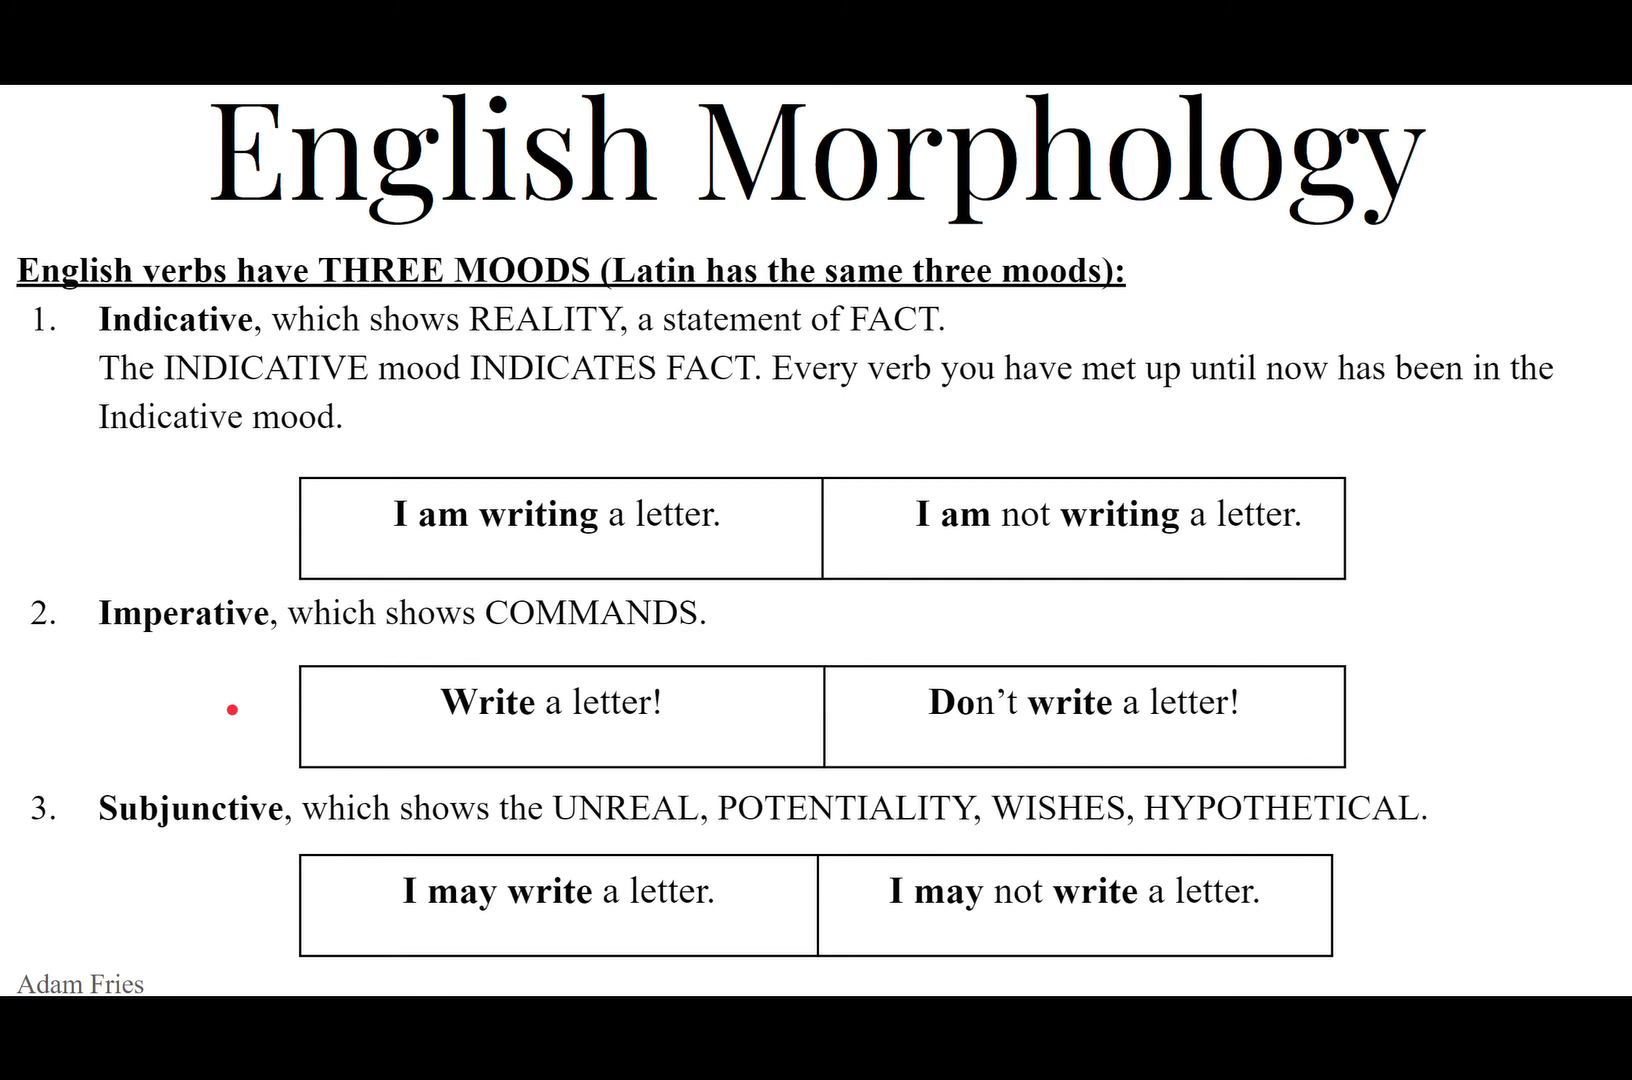 English Morphology
English verbs have THREE MOODS (Latin has the same three moods):
1. Indicative, which shows REALITY, a statement of FACT.
The INDICATIVE mood INDICATES FACT. Every verb you have met up until now has been in the
Indicative mood.
I am writing a letter.
I am not writing a letter.
2. Imperative, which shows COMMANDS.
Write a letter!
Don’t write a letter!
3. Subjunctive, which shows the UNREAL, POTENTIALITY, WISHES, HYPOTHETICAL.
I may write a letter.
I may not write a letter.
Adam Fries